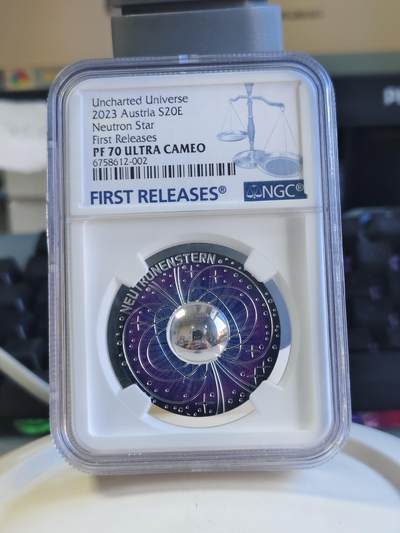 Uncharted Universe
2023 Austria S20E
Neutron Star
First Releases
PF 70 ULTRA CAMEO
6758612-002
FIRST RELEASES®
NGC®
NEUTRONENSTERN